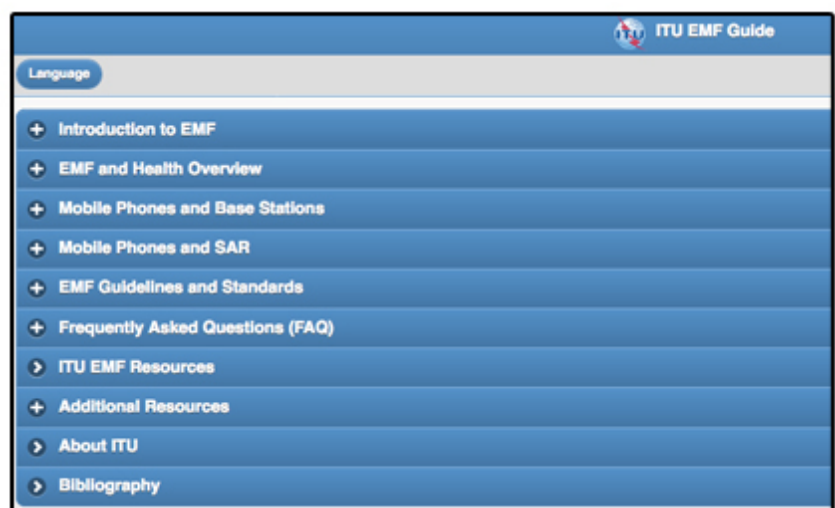 ITU ITU EMF Guide
Language
Introduction to EMF
EMF and Health Overview
Mobile Phones and Base Stations
Mobile Phones and SAR
EMF Guidelines and Standards
Frequently Asked Questions (FAQ)
ITU EMF Resources
Additional Resources
About ITU
Bibliography